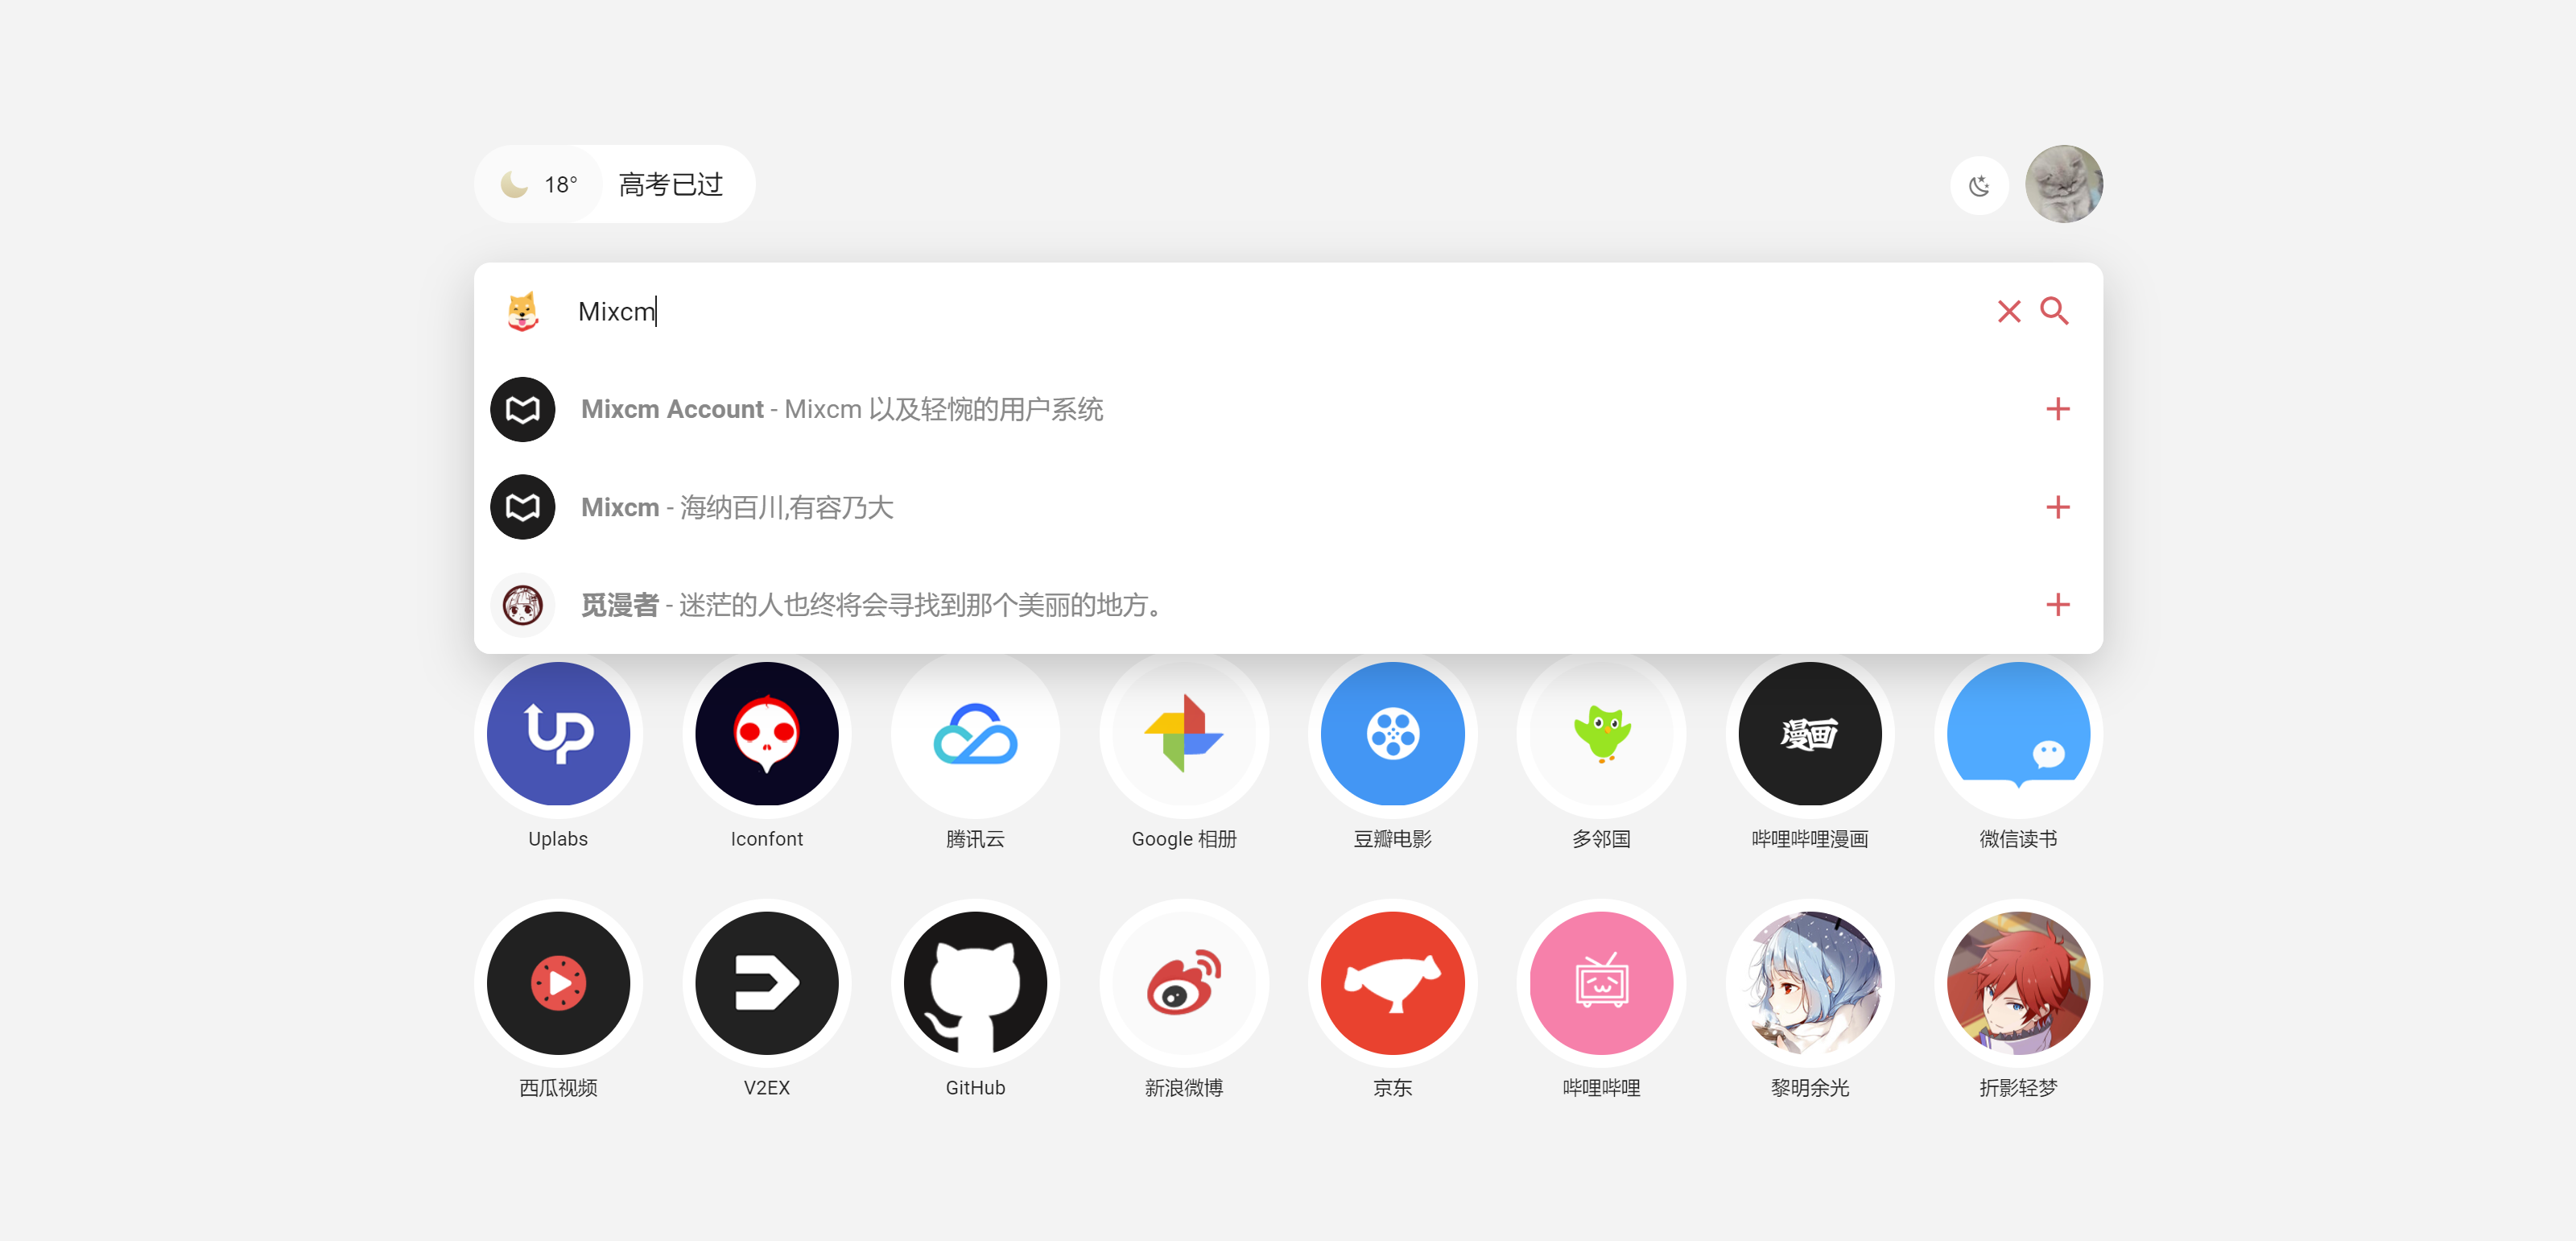 18° 高考已过
Mixcm
Mixcm Account - Mixcm 以及轻惋的用户系统
Mixcm - 海纳百川,有容乃大
觅漫者 - 迷茫的人也终将会寻找到那个美丽的地方。
UP 漫画
Uplabs Iconfont 腾讯云 Google 相册 豆瓣电影 多邻国 哔哩哔哩漫画 微信读书
西瓜视频 V2EX GitHub 新浪微博 京东 哔哩哔哩 黎明余光 折影轻梦